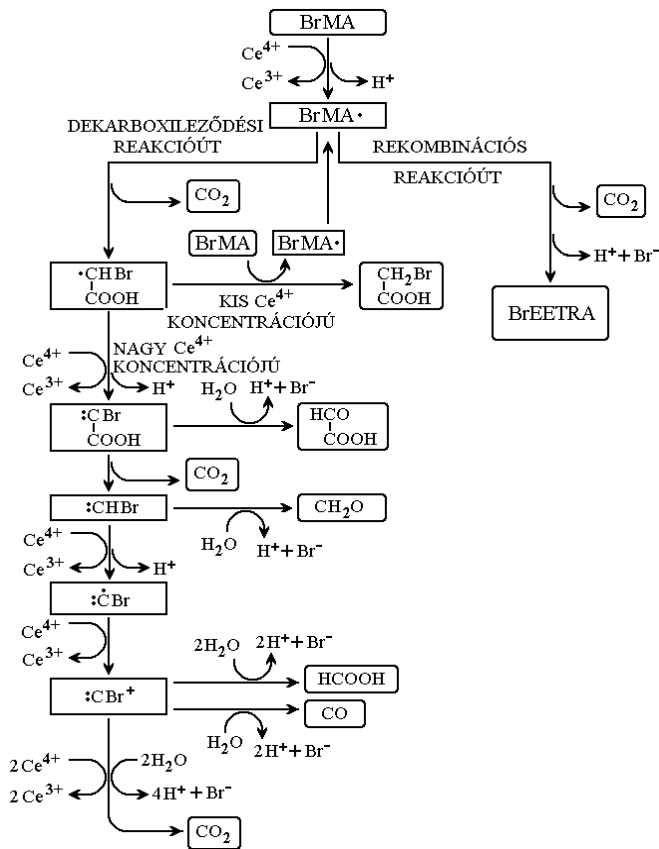 BrMA
Ce⁴⁺
Ce³⁺
H⁺
BrMA·
DEKARBOXILEZŐDÉSI
REAKCIÓÚT
REKOMBINÁCIÓS
REAKCIÓÚT
CO₂
CO₂
BrMA
BrMA·
H⁺+Br⁻
·CHBr
COOH
CH₂Br
COOH
BrEETRA
KIS Ce⁴⁺
KONCENTRÁCIÓJÚ
NAGY Ce⁴⁺
KONCENTRÁCIÓJÚ
Ce⁴⁺
Ce³⁺
H⁺
H₂O
H⁺+Br⁻
:CBr
COOH
HCO
COOH
CO₂
:CHBr
CH₂O
Ce⁴⁺
Ce³⁺
H⁺
H₂O
H⁺+Br⁻
:ĊBr
Ce⁴⁺
Ce³⁺
2H₂O
2H⁺+Br⁻
:CBr⁺
HCOOH
CO
H₂O
2H⁺+Br⁻
2Ce⁴⁺
2Ce³⁺
2H₂O
4H⁺+Br⁻
CO₂